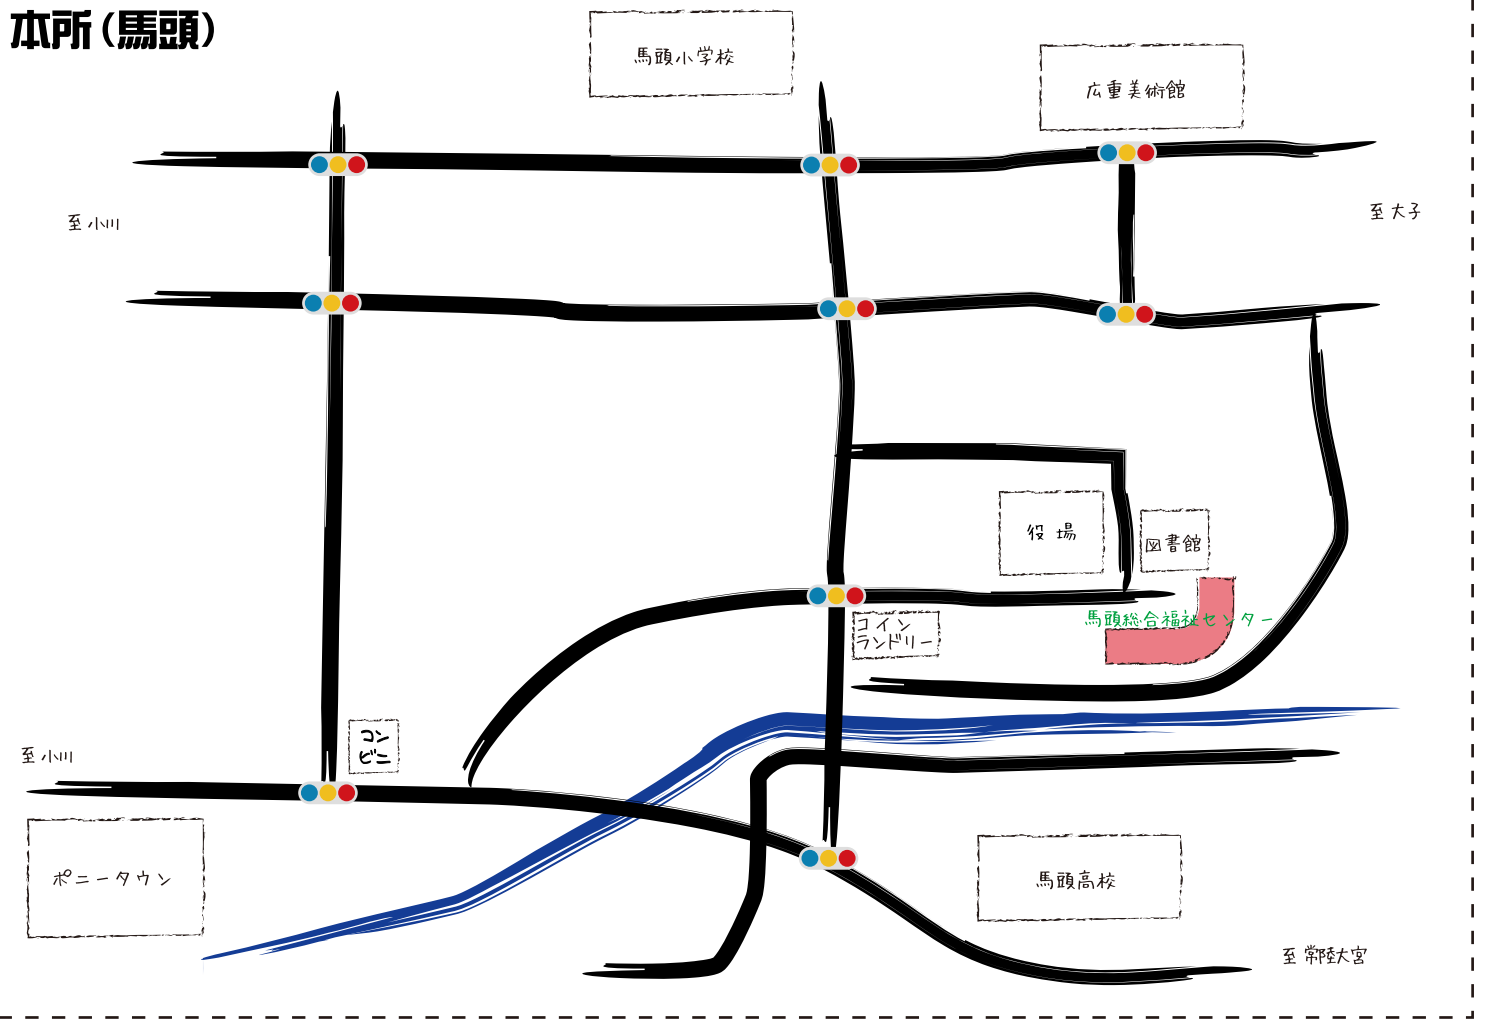 本所（馬頭）
馬頭小学校
広重美術館
至 小川
至 大子
役 場
図書館
馬頭総合福祉センター
コイン
ランドリー
コン
ビニ
至 小川
ポニータウン
馬頭高校
至 常陸大宮